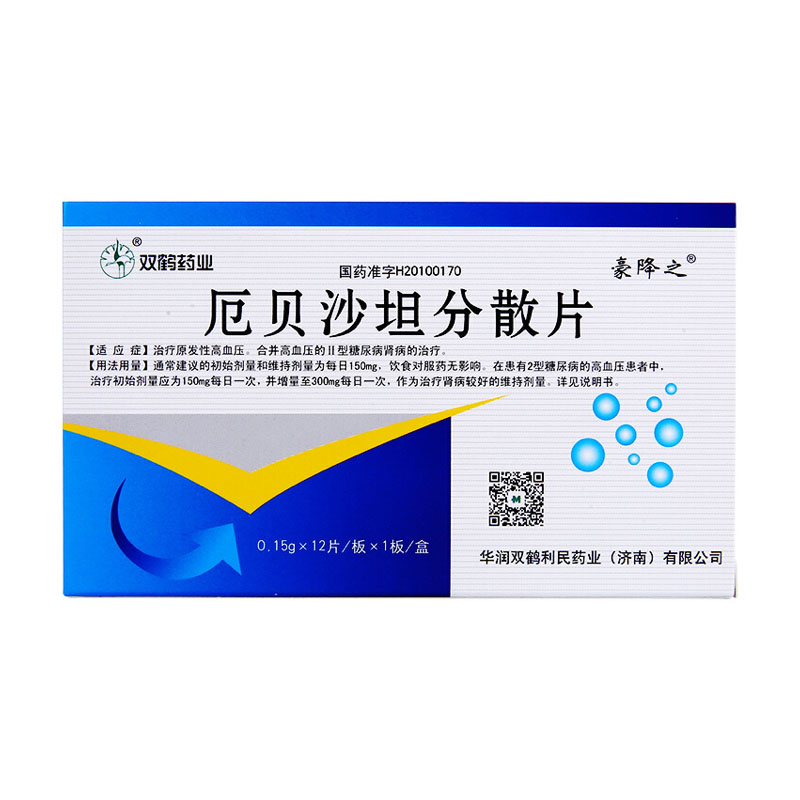 双鹤药业®
国药准字H20100170
豪降之®
厄贝沙坦分散片
【适 应 症】治疗原发性高血压。合并高血压的Ⅱ型糖尿病肾病的治疗。
【用法用量】通常建议的初始剂量和维持剂量为每日150mg，饮食对服药无影响。在患有2型糖尿病的高血压患者中，
治疗初始剂量应为150mg每日一次，并增量至300mg每日一次，作为治疗肾病较好的维持剂量。详见说明书。
0.15g×12片/板×1板/盒
华润双鹤利民药业（济南）有限公司